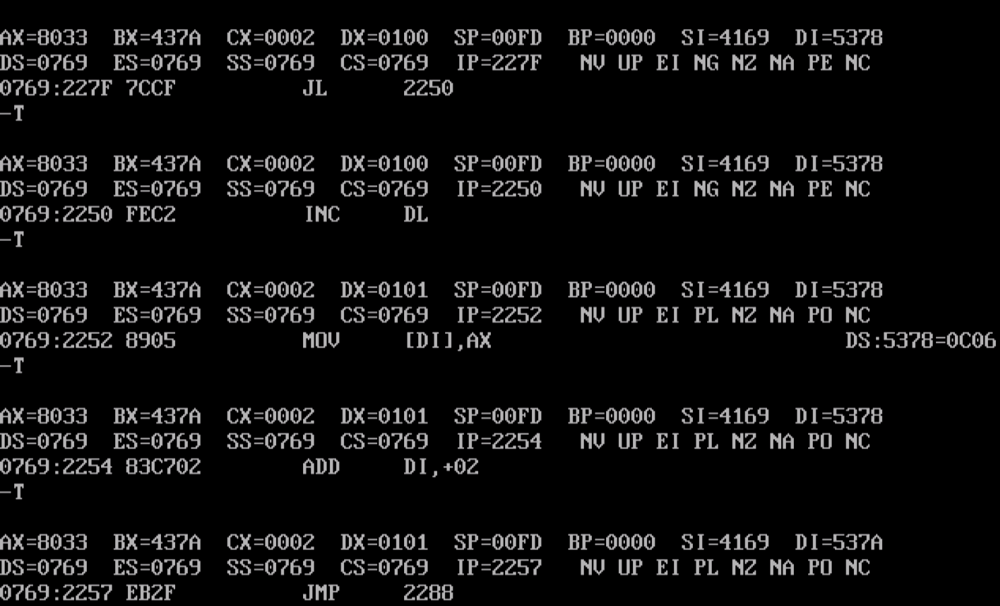 AX=8033  BX=437A  CX=0002  DX=0100  SP=00FD  BP=0000  SI=4169  DI=5378
DS=0769  ES=0769  SS=0769  CS=0769  IP=227F   NV UP EI NG NZ NA PE NC
0769:227F 7CCF          JL      2250
-T
AX=8033  BX=437A  CX=0002  DX=0100  SP=00FD  BP=0000  SI=4169  DI=5378
DS=0769  ES=0769  SS=0769  CS=0769  IP=2250   NV UP EI NG NZ NA PE NC
0769:2250 FEC2          INC     DL
-T
AX=8033  BX=437A  CX=0002  DX=0101  SP=00FD  BP=0000  SI=4169  DI=5378
DS=0769  ES=0769  SS=0769  CS=0769  IP=2252   NV UP EI PL NZ NA PO NC
0769:2252 8905          MOV     [DI],AX                            DS:5378=0C06
-T
AX=8033  BX=437A  CX=0002  DX=0101  SP=00FD  BP=0000  SI=4169  DI=5378
DS=0769  ES=0769  SS=0769  CS=0769  IP=2254   NV UP EI PL NZ NA PO NC
0769:2254 83C702        ADD     DI,+02
-T
AX=8033  BX=437A  CX=0002  DX=0101  SP=00FD  BP=0000  SI=4169  DI=537A
DS=0769  ES=0769  SS=0769  CS=0769  IP=2257   NV UP EI PL NZ NA PO NC
0769:2257 EB2F          JMP     2288